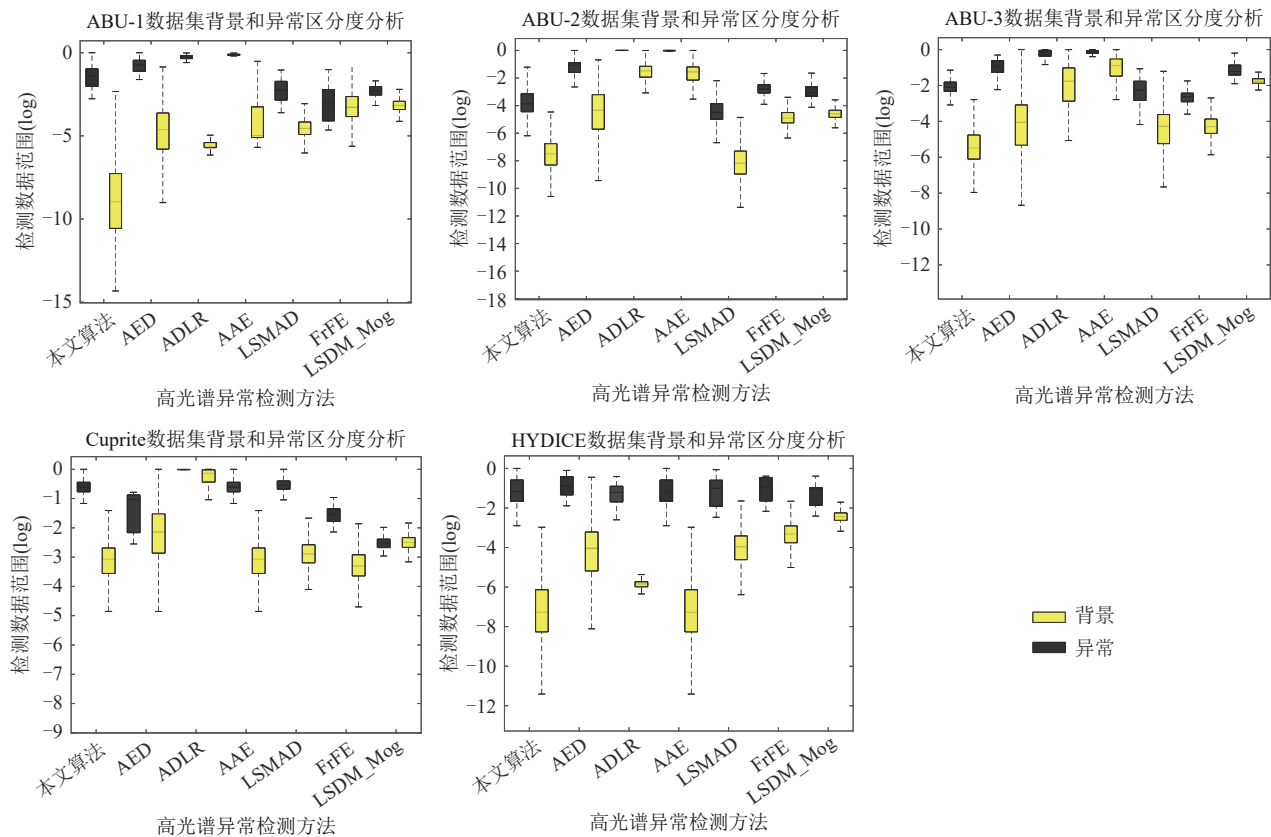 ABU-1数据集背景和异常区分度分析
0
−5
−10
−15
检测数据范围(log)
本文算法
AED
ADLR
AAE
LSMAD
FrFE
LSDM_Mog
高光谱异常检测方法
ABU-2数据集背景和异常区分度分析
0
−2
−4
−6
−8
−10
−12
−14
−16
18
检测数据范围(log)
本文算法
AED
ADLR
AAE
LSMAD
FrFE
LSDM_Mog
高光谱异常检测方法
ABU-3数据集背景和异常区分度分析
0
−2
−4
−6
−8
−10
−12
检测数据范围(log)
本文算法
AED
ADLR
AAE
LSMAD
FrFE
LSDM_Mog
高光谱异常检测方法
Cuprite数据集背景和异常区分度分析
0
−1
−2
−3
−4
−5
−6
−7
−8
−9
检测数据范围(log)
本文算法
AED
ADLR
AAE
LSMAD
FrFE
LSDM_Mog
高光谱异常检测方法
HYDICE数据集背景和异常区分度分析
0
−2
−4
−6
−8
−10
−12
检测数据范围(log)
本文算法
AED
ADLR
AAE
LSMAD
FrFE
LSDM_Mog
高光谱异常检测方法
背景
异常